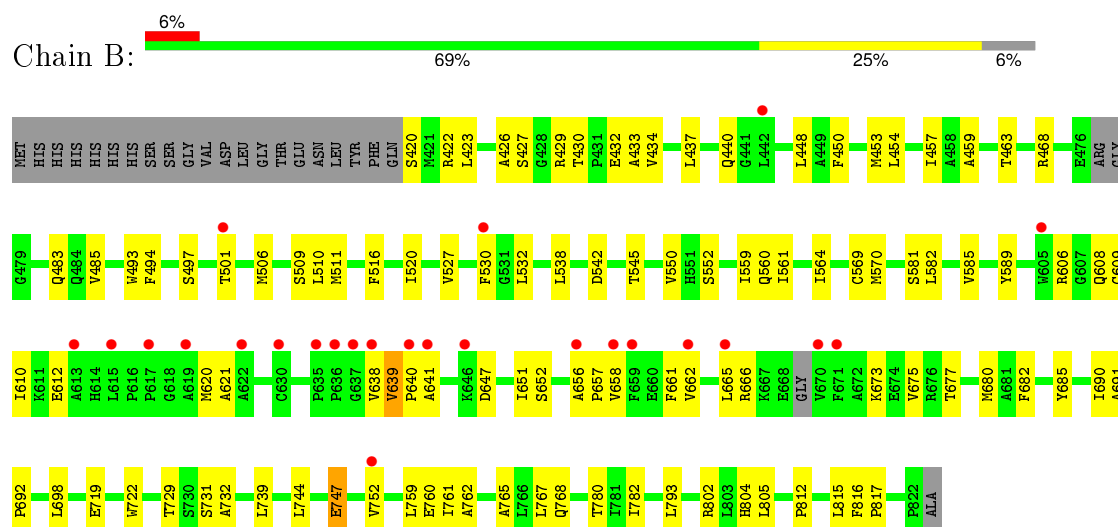 6%
Chain B:
69% 25% 6%
MET HIS HIS HIS HIS HIS HIS SER SER GLY VAL ASP LEU GLY THR GLU ASN LEU TYR PHE GLN S420 M421 R422 L423 A426 S427 G428 R429 T430 P431 E432 A433 V434 L437 Q440 G441 L442 L448 A449 F450 M453 L454 I457 A458 A459 T463 R468 E476 ARG GLY
G479 Q483 Q484 V485 W493 F494 S497 T501 M506 S509 L510 M511 F516 I520 V527 F530 G531 L532 L538 D542 T545 V550 H551 S552 I559 Q560 I561 I564 C569 M570 S581 L582 V585 Y589 W605 R606 G607 Q608 C609
I610 K611 E612 A613 H614 L615 P616 P617 G618 A619 M620 A621 A622 C630 P635 P636 G637 V638 V639 P640 A641 K646 D647 I651 S652 A656 P657 V658 F659 E660 F661 V662 L665 R666 K667 E668 GLY V670 F671 A672 K673 E674 V675 R676 T677 M680 A681 F682 Y685 I690 A691
P692 L698 E719 W722 T729 S730 S731 A732 L739 L744 E747 V752 L759 E760 I761 A762 A765 L766 L767 Q768 T780 I781 I782 L793 R802 L803 H804 L805 P812 L815 F816 P817 P822 ALA